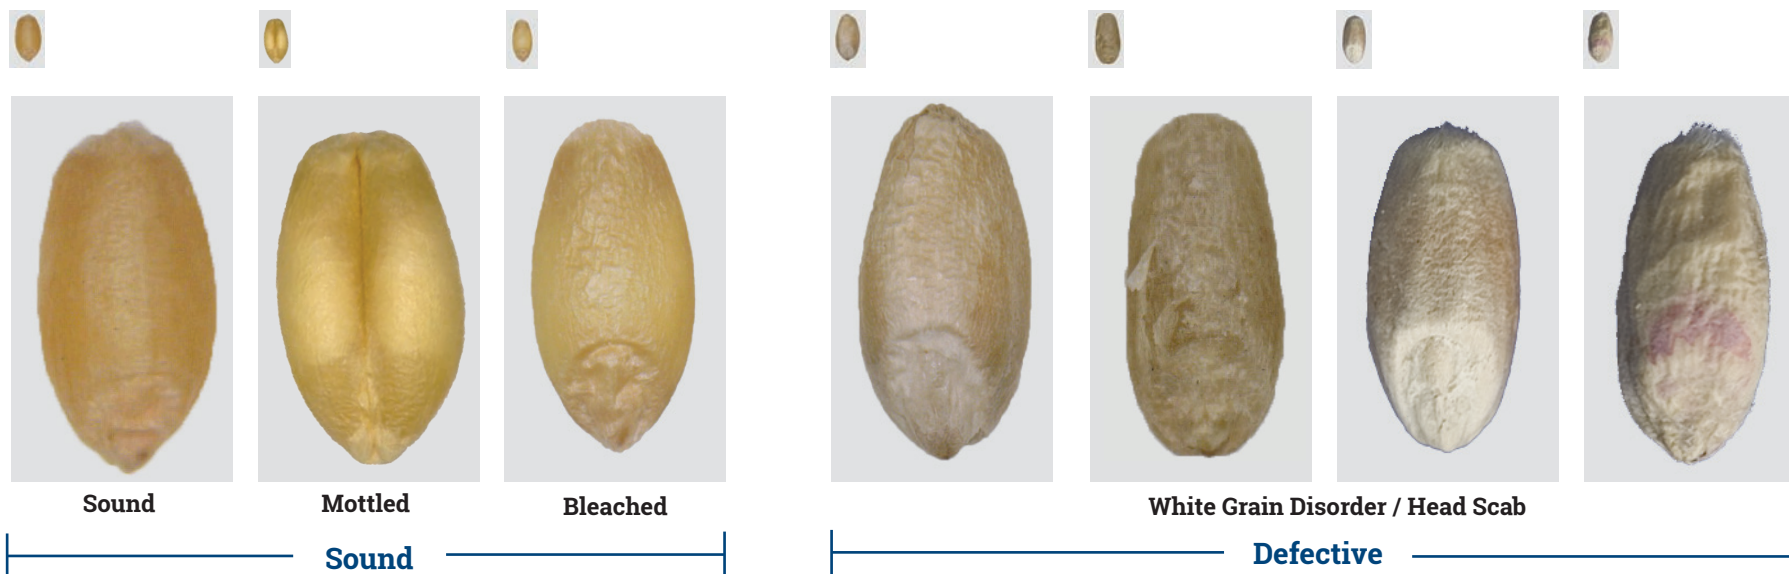 Sound
Mottled
Bleached
White Grain Disorder / Head Scab
Sound
Defective